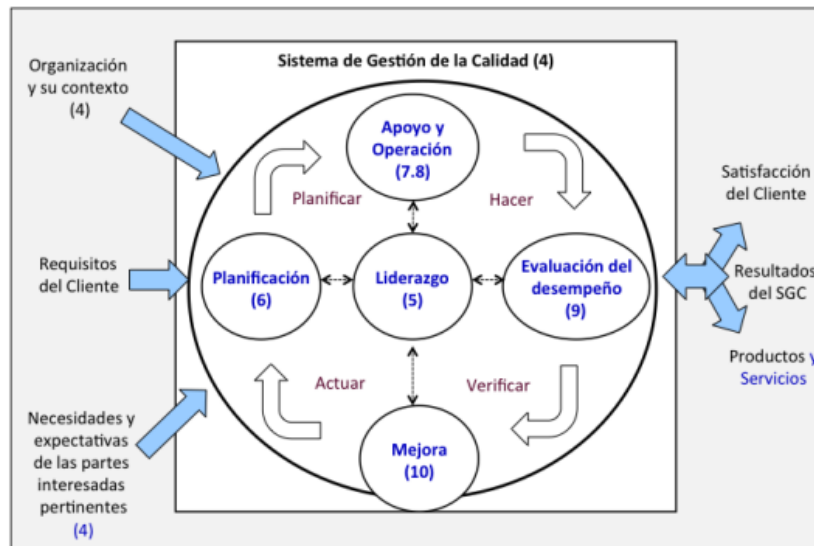 Sistema de Gestión de la Calidad (4)
Organización
y su contexto
(4)
Requisitos
del Cliente
Necesidades y
expectativas
de las partes
interesadas
pertinentes
(4)
Apoyo y
Operación
(7.8)
Planificar
Hacer
Planificación
(6)
Liderazgo
(5)
Evaluación del
desempeño
(9)
Actuar
Verificar
Mejora
(10)
Satisfacción
del Cliente
Resultados
del SGC
Productos y
Servicios